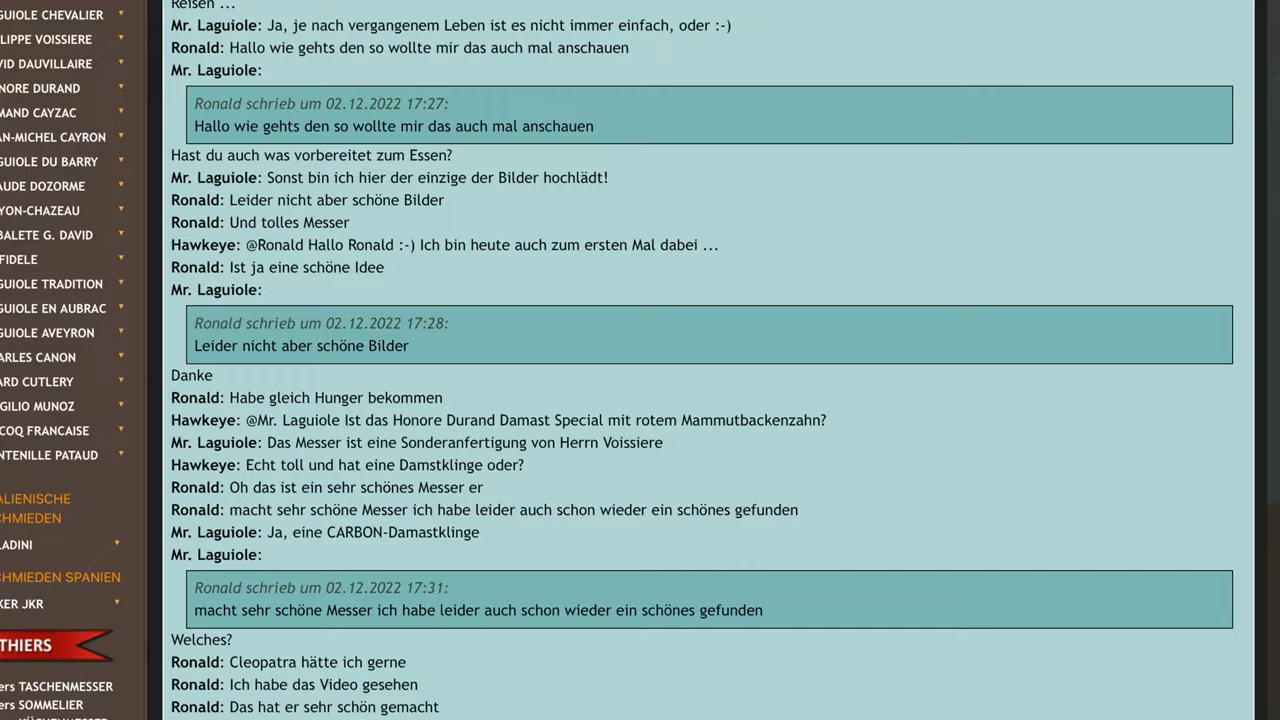 GUIOLE CHEVALIER
LIPPE VOISSIERE
VID DAUVILLAIRE
NORE DURAND
MAND CAYZAC
AN-MICHEL CAYRON
GUIOLE DU BARRY
AUDE DOZORME
YON-CHAZEAU
BALETE G. DAVID
FIDELE
GUIOLE TRADITION
GUIOLE EN AUBRAC
GUIOLE AVEYRON
ARLES CANON
ARD CUTLERY
GILIO MUNOZ
COQ FRANCAISE
NTENILLE PATAUD
ALIENISCHE
CHMIEDEN
ADINI
CHMIEDEN SPANIEN
KER JKR
THIERS
ers TASCHENMESSER
ers SOMMELIER
Reisen ...
Mr. Laguiole: Ja, je nach vergangenem Leben ist es nicht immer einfach, oder :-)
Ronald: Hallo wie gehts den so wollte mir das auch mal anschauen
Mr. Laguiole:
Ronald schrieb um 02.12.2022 17:27:
Hallo wie gehts den so wollte mir das auch mal anschauen
Hast du auch was vorbereitet zum Essen?
Mr. Laguiole: Sonst bin ich hier der einzige der Bilder hochlädt!
Ronald: Leider nicht aber schöne Bilder
Ronald: Und tolles Messer
Hawkeye: @Ronald Hallo Ronald :-) Ich bin heute auch zum ersten Mal dabei ...
Ronald: Ist ja eine schöne Idee
Mr. Laguiole:
Ronald schrieb um 02.12.2022 17:28:
Leider nicht aber schöne Bilder
Danke
Ronald: Habe gleich Hunger bekommen
Hawkeye: @Mr. Laguiole Ist das Honore Durand Damast Special mit rotem Mammutbackenzahn?
Mr. Laguiole: Das Messer ist eine Sonderanfertigung von Herrn Voissiere
Hawkeye: Echt toll und hat eine Damstklinge oder?
Ronald: Oh das ist ein sehr schönes Messer er
Ronald: macht sehr schöne Messer ich habe leider auch schon wieder ein schönes gefunden
Mr. Laguiole: Ja, eine CARBON-Damastklinge
Mr. Laguiole:
Ronald schrieb um 02.12.2022 17:31:
macht sehr schöne Messer ich habe leider auch schon wieder ein schönes gefunden
Welches?
Ronald: Cleopatra hätte ich gerne
Ronald: Ich habe das Video gesehen
Ronald: Das hat er sehr schön gemacht